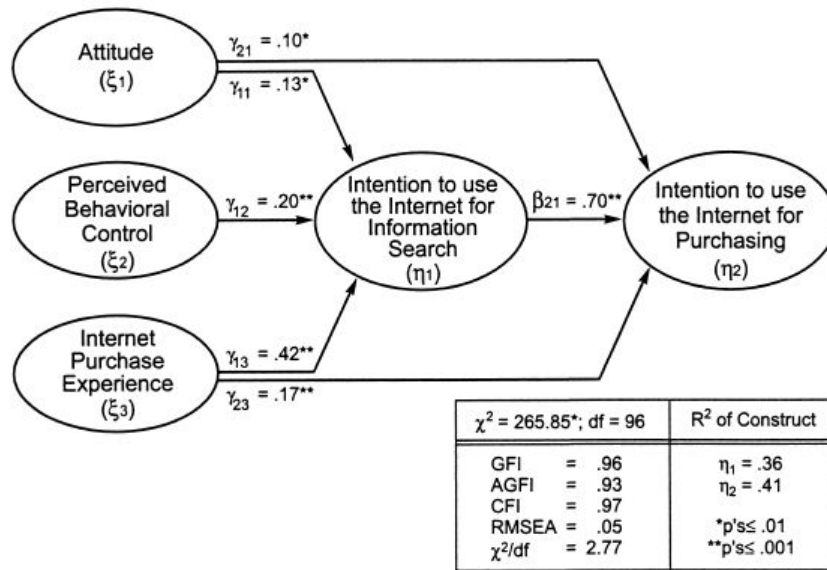 Attitude
(ξ1)
γ21 = .10*
γ11 = .13*
Perceived
Behavioral
Control
(ξ2)
γ12 = .20**
Intention to use
the Internet for
Information
Search
(η1)
β21 = .70**
Intention to use
the Internet for
Purchasing
(η2)
Internet
Purchase
Experience
(ξ3)
γ13 = .42**
γ23 = .17**
χ² = 265.85*; df = 96
R² of Construct
GFI = .96
AGFI = .93
CFI = .97
RMSEA = .05
χ²/df = 2.77
η1 = .36
η2 = .41
*p's≤ .01
**p's≤ .001